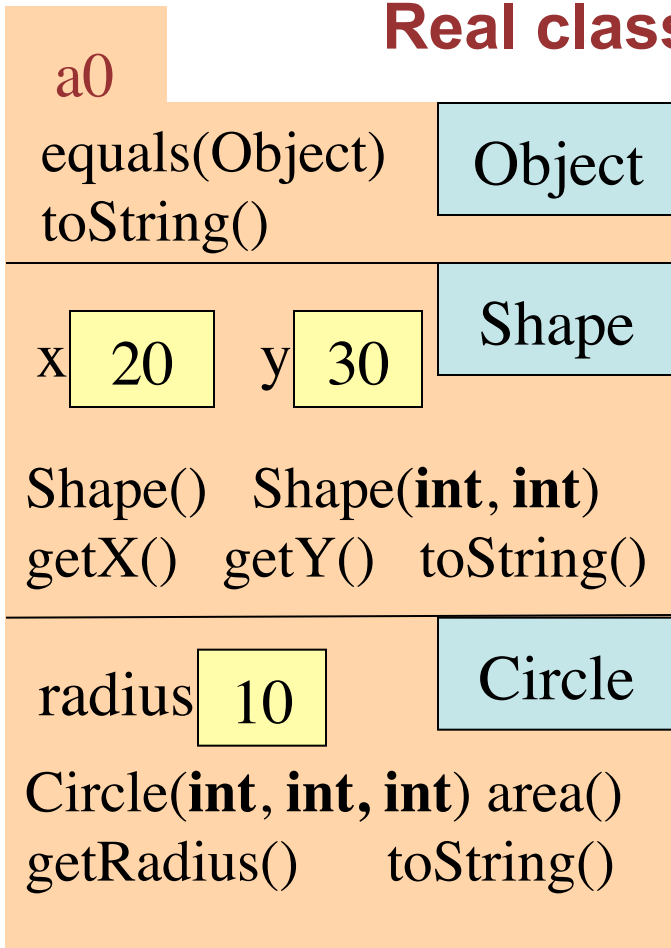 Real class
a0
equals(Object) Object
toString()
Shape
x 20 y 30
Shape() Shape(int, int)
getX() getY() toString()
Circle
radius 10
Circle(int, int, int) area()
getRadius() toString()